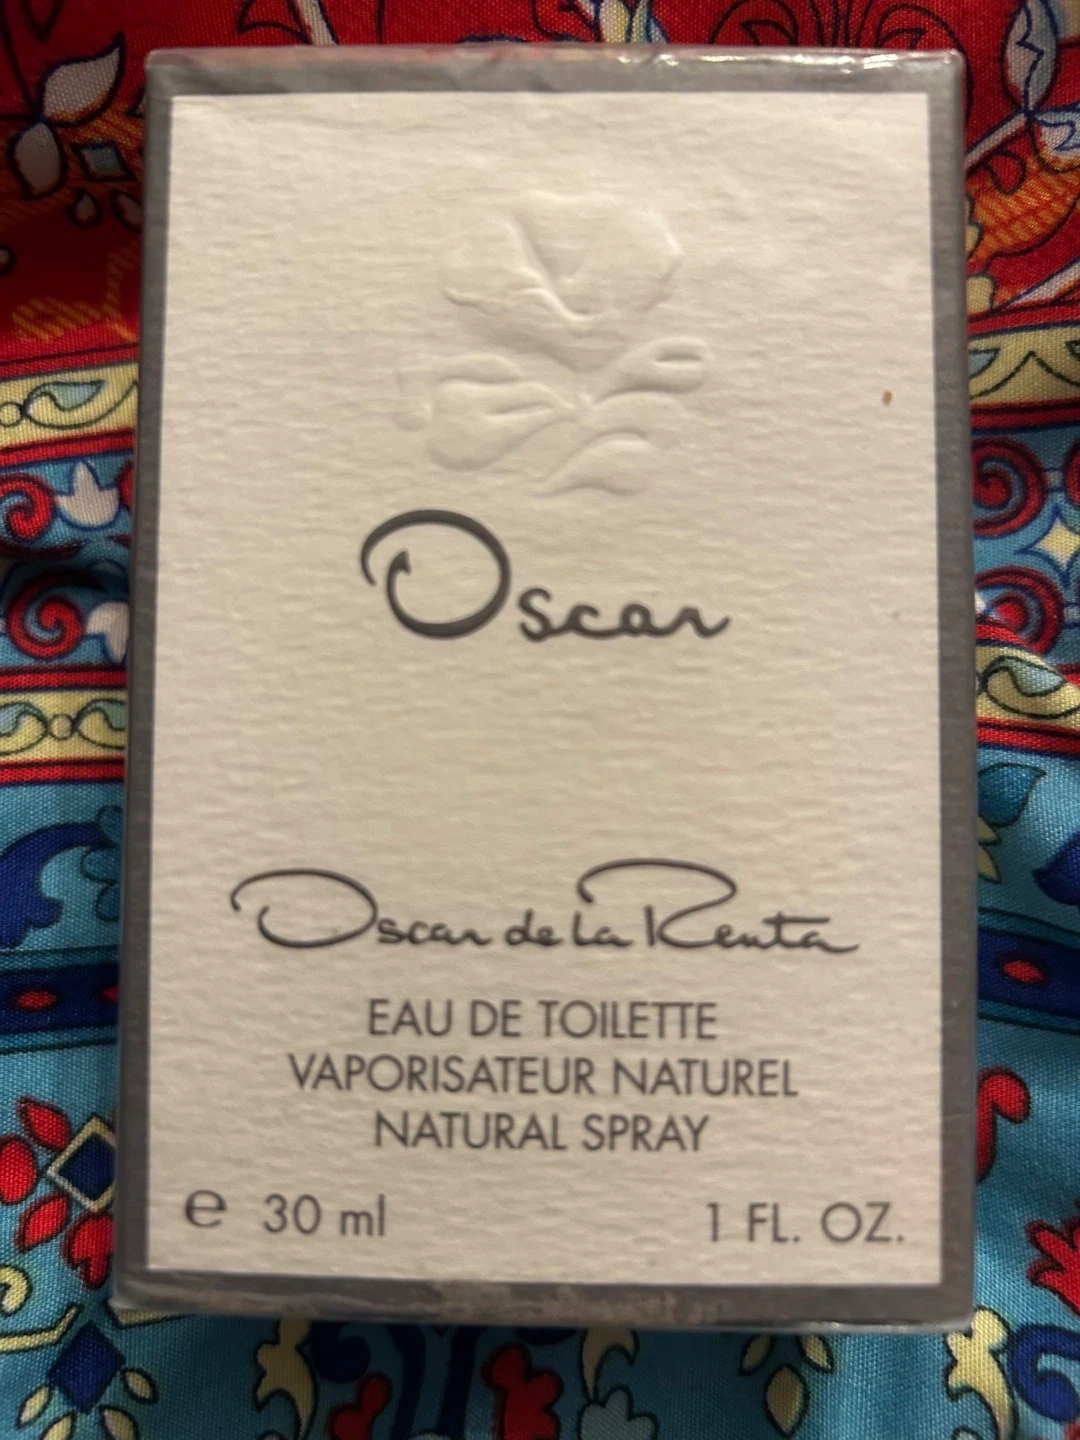 Oscar
Oscar de la Renta
EAU DE TOILETTE
VAPORISATEUR NATUREL
NATURAL SPRAY
e 30 ml 1 FL. OZ.